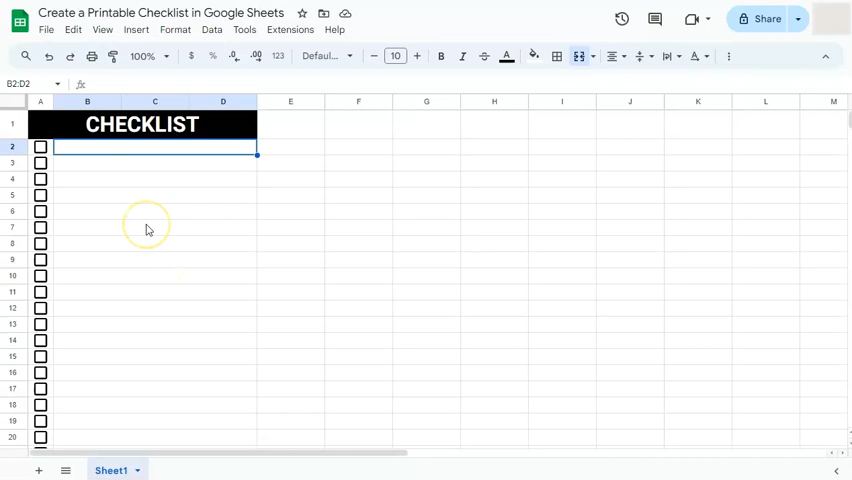 Create a Printable Checklist in Google Sheets
File Edit View Insert Format Data Tools Extensions Help
Share
100% $ % .0 .00 123 Defaul... 10 B I S A A
B2:D2 fx
A B C D E F G H I J K L M
1 CHECKLIST
2
3
4
5
6
7
8
9
10
11
12
13
14
15
16
17
18
19
20
Sheet1